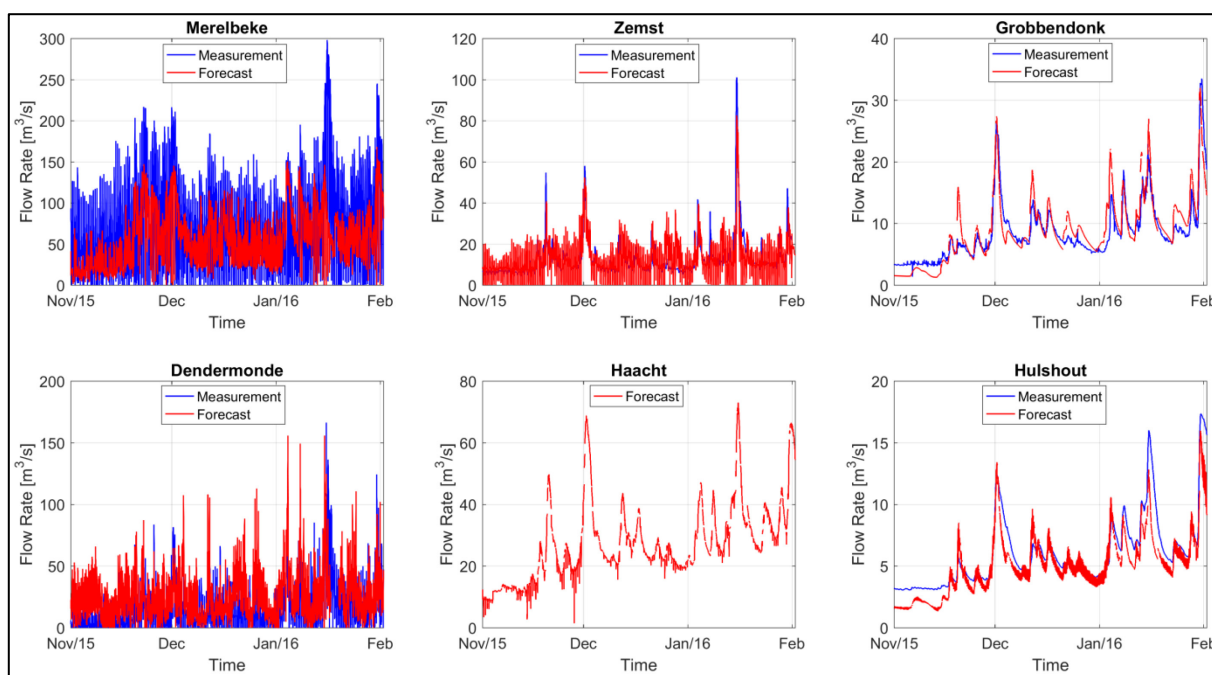 Merelbeke
300
250
200
150
100
50
0
Flow Rate [m³/s]
Measurement
Forecast
Nov/15 Dec Jan/16 Feb
Time
Zemst
120
100
80
60
40
20
0
Flow Rate [m³/s]
Measurement
Forecast
Nov/15 Dec Jan/16 Feb
Time
Grobbendonk
40
30
20
10
0
Flow Rate [m³/s]
Measurement
Forecast
Nov/15 Dec Jan/16 Feb
Time
Dendermonde
200
150
100
50
0
Flow Rate [m³/s]
Measurement
Forecast
Nov/15 Dec Jan/16 Feb
Time
Haacht
80
60
40
20
0
Flow Rate [m³/s]
Forecast
Nov/15 Dec Jan/16 Feb
Time
Hulshout
20
15
10
5
0
Flow Rate [m³/s]
Measurement
Forecast
Nov/15 Dec Jan/16 Feb
Time